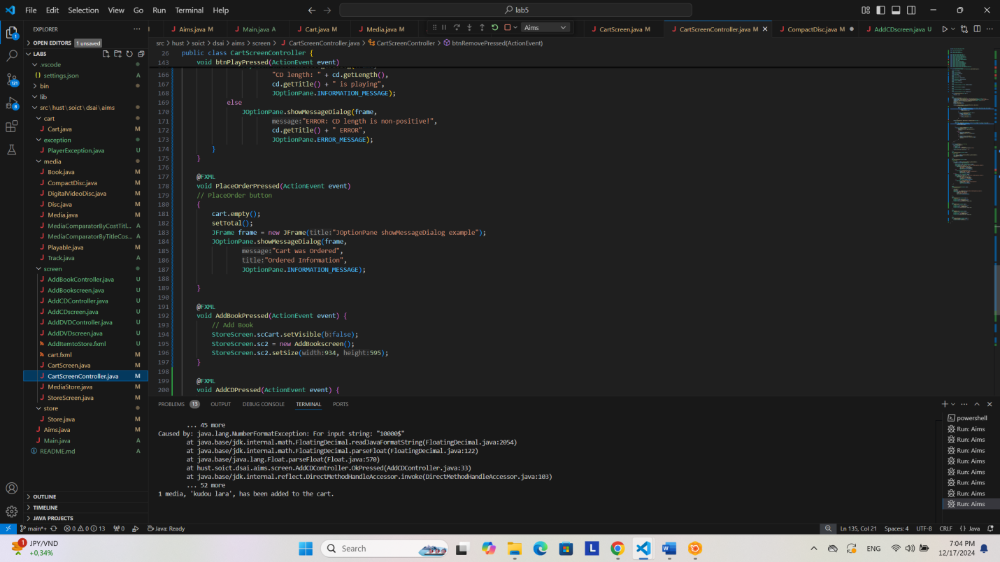 File Edit Selection View Go Run Terminal Help
lab5
EXPLORER
Aims.java M
Main.java A
Cart.java M
Media.java M
Aims
CartScreen.java M
CartScreenController.java M
CompactDisc.java M
AddCDscreen.java U
OPEN EDITORS 1 unsaved
src > hust > soict > dsai > aims > screen > CartScreenController.java > CartScreenController > btnRemovePressed(ActionEvent)
LAB5
.vscode
settings.json A
bin
lib
src\hust\soict\dsai\aims
cart
Cart.java M
exception
PlayerException.java U
media
Book.java M
CompactDisc.java M
DigitalVideoDisc.java M
Disc.java M
Media.java M
MediaComparatorByCostTitl... A
MediaComparatorByTitleCos... A
Playable.java M
Track.java A
screen
AddBookController.java U
AddBookscreen.java U
AddCDController.java U
AddCDscreen.java U
AddDVDController.java U
AddDVDscreen.java U
AddItemtoStore.fxml U
cart.fxml M
CartScreen.java M
CartScreenController.java M
MediaStore.java M
StoreScreen.java M
store
Store.java M
Aims.java M
Main.java A
README.md A
OUTLINE
TIMELINE
JAVA PROJECTS
26 public class CartScreenController {
143 void btnPlayPressed(ActionEvent event)
166 "CD length: " + cd.getLength(),
167 cd.getTitle() + " is playing",
168 JOptionPane.INFORMATION_MESSAGE);
169 else
170 JOptionPane.showMessageDialog(frame,
171 message:"ERROR: CD length is non-positive!",
172 cd.getTitle() + " ERROR",
173 JOptionPane.ERROR_MESSAGE);
174 }
175 }
176
177 @FXML
178 void PlaceOrderPressed(ActionEvent event)
179 // PlaceOrder button
180 {
181 cart.empty();
182 setTotal();
183 JFrame frame = new JFrame(title:"JOptionPane showMessageDialog example");
184 JOptionPane.showMessageDialog(frame,
185 message:"Cart was Ordered",
186 title:"Ordered Information",
187 JOptionPane.INFORMATION_MESSAGE);
188
189 }
190
191 @FXML
192 void AddBookPressed(ActionEvent event) {
193 // Add Book
194 StoreScreen.scCart.setVisible(b:false);
195 StoreScreen.sc2 = new AddBookscreen();
196 StoreScreen.sc2.setSize(width:934, height:595);
197 }
198
199 @FXML
200 void AddCDPressed(ActionEvent event) {
PROBLEMS 13 OUTPUT DEBUG CONSOLE TERMINAL PORTS
... 45 more
Caused by: java.lang.NumberFormatException: For input string: "10000$"
at java.base/jdk.internal.math.FloatingDecimal.readJavaFormatString(FloatingDecimal.java:2054)
at java.base/jdk.internal.math.FloatingDecimal.parseFloat(FloatingDecimal.java:122)
at java.base/java.lang.Float.parseFloat(Float.java:570)
at hust.soict.dsai.aims.screen.AddCDController.OkPressed(AddCDController.java:33)
at java.base/jdk.internal.reflect.DirectMethodHandleAccessor.invoke(DirectMethodHandleAccessor.java:103)
... 52 more
1 media, 'kudou lara', has been added to the cart.
powershell
Run: Aims
Run: Aims
Run: Aims
Run: Aims
Run: Aims
Run: Aims
Run: Aims
Run: Aims
main*+ 0 0 13 0 Java: Ready
Ln 135, Col 21 Spaces: 4 UTF-8 CRLF {} Java
1
JPY/VND
+0,34%
Search
ENG
7:04 PM
12/17/2024